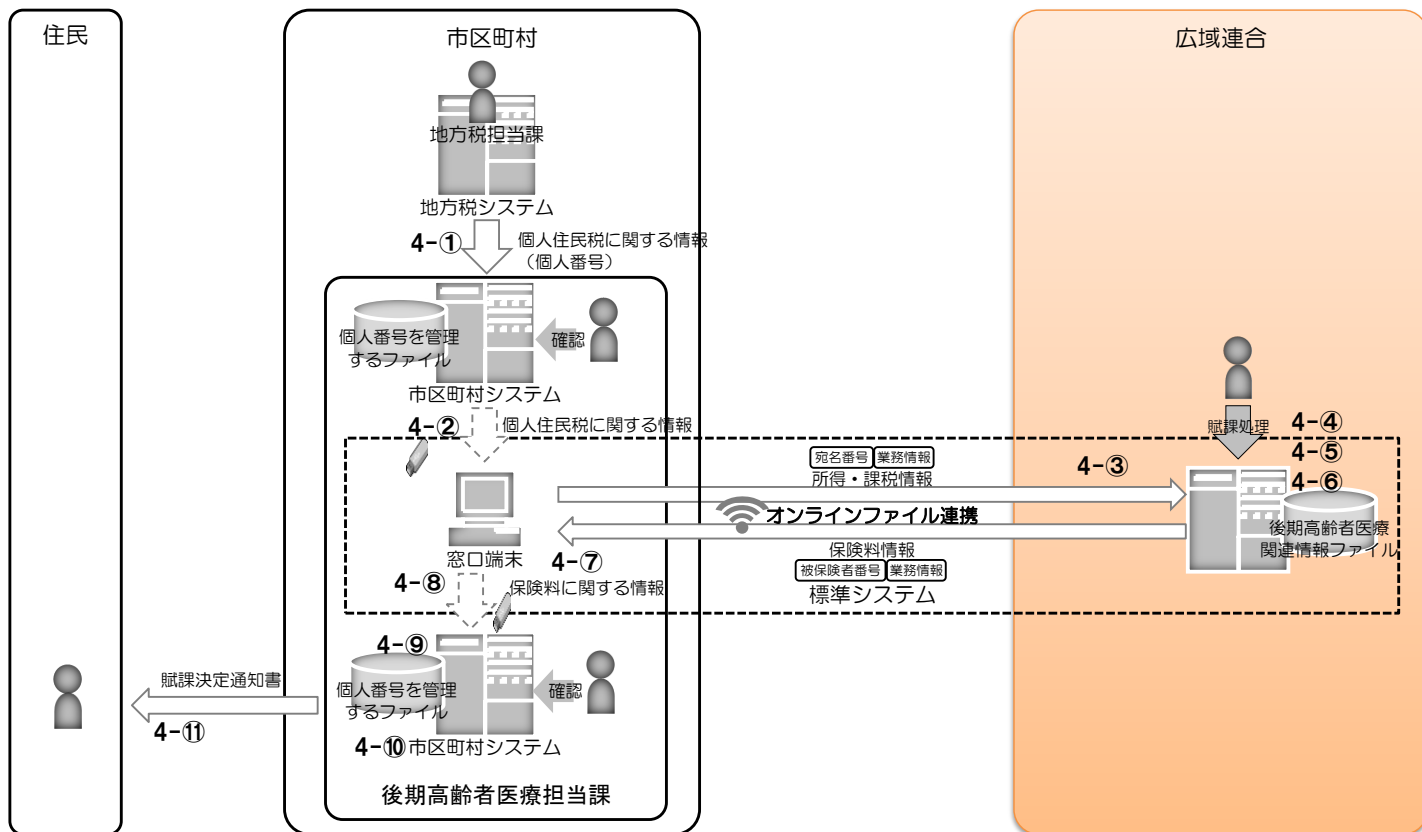 住民
市区町村
広域連合
地方税担当課
地方税システム
4-①
個人住民税に関する情報
（個人番号）
個人番号を管理
するファイル
確認
市区町村システム
4-②
個人住民税に関する情報
賦課処理
4-④
4-⑤
4-⑥
宛名番号
業務情報
所得・課税情報
4-③
オンラインファイル連携
後期高齢者医療
関連情報ファイル
窓口端末
4-⑦
保険料情報
被保険者番号
業務情報
標準システム
4-⑧
保険料に関する情報
4-⑨
個人番号を管理
するファイル
確認
4-⑩
市区町村システム
賦課決定通知書
4-⑪
後期高齢者医療担当課